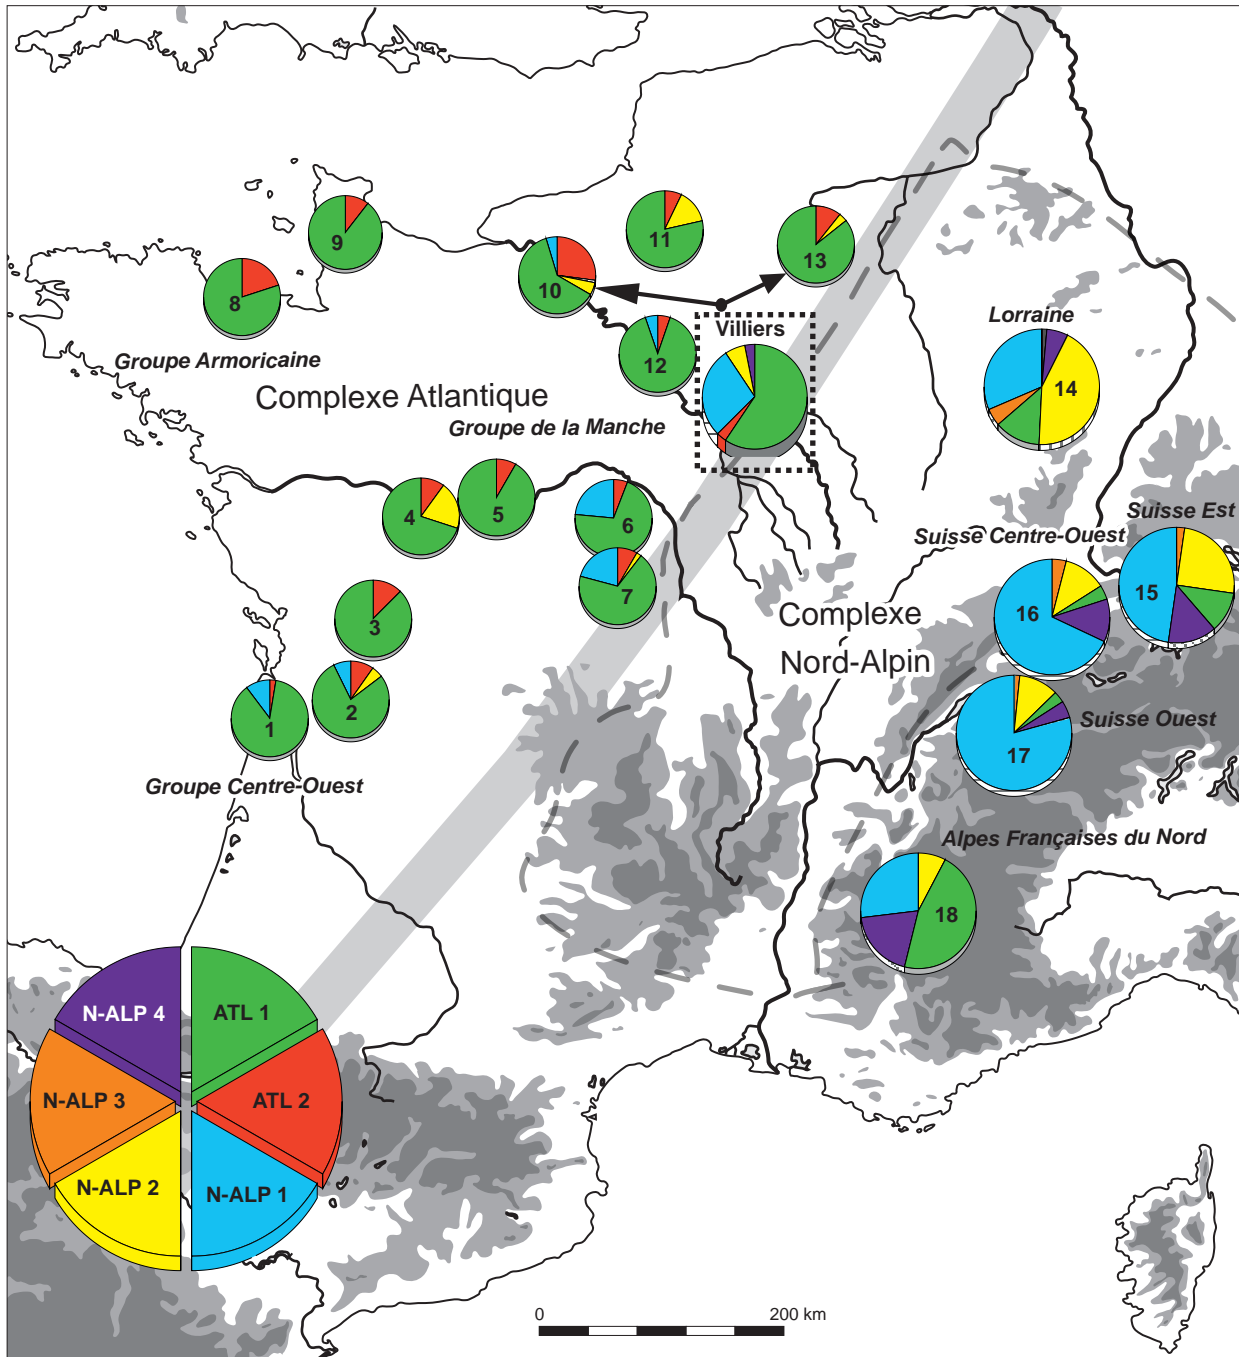 9
11
13
8
10
Groupe Armoricaine
12
Villiers
Lorraine
14
Complexe Atlantique
Groupe de la Manche
4
5
6
7
Suisse Est
Suisse Centre-Ouest
15
16
3
Complexe
Nord-Alpin
2
1
Groupe Centre-Ouest
Suisse Ouest
17
Alpes Françaises du Nord
18
N-ALP 4
ATL 1
N-ALP 3
ATL 2
N-ALP 2
N-ALP 1
0
200 km